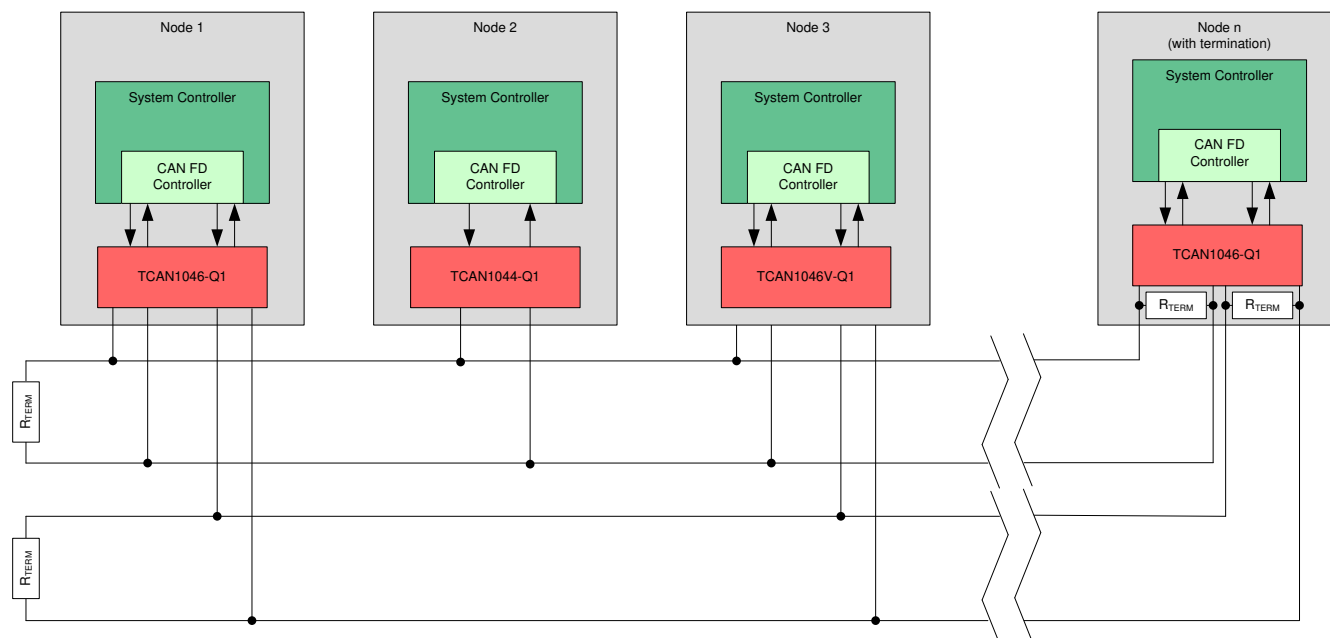 Node 1
System Controller
CAN FD
Controller
TCAN1046-Q1
Node 2
System Controller
CAN FD
Controller
TCAN1044-Q1
Node 3
System Controller
CAN FD
Controller
TCAN1046V-Q1
Node n
(with termination)
System Controller
CAN FD
Controller
TCAN1046-Q1
RTERM
RTERM
RTERM
RTERM